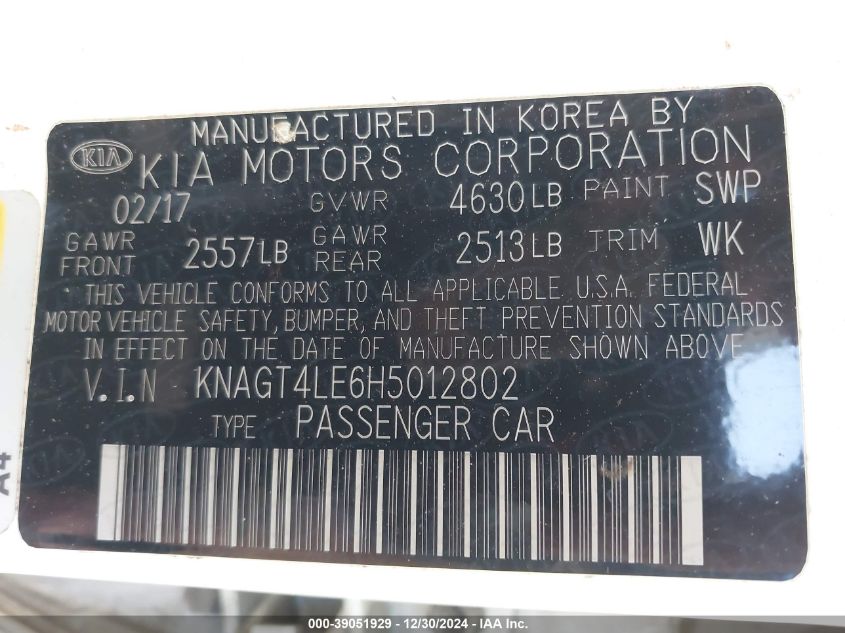 MANUFACTURED IN KOREA BY
KIA KIA MOTORS CORPORATION
02/17 GVWR 4630LB PAINT SWP
GAWR FRONT 2557LB GAWR REAR 2513LB TRIM WK
THIS VEHICLE CONFORMS TO ALL APPLICABLE U.S.A. FEDERAL
MOTOR VEHICLE SAFETY, BUMPER, AND THEFT PREVENTION STANDARDS
IN EFFECT ON THE DATE OF MANUFACTURE SHOWN ABOVE
V.I.N KNAGT4LE6H5012802
TYPE PASSENGER CAR
A4
000-39051929 - 12/30/2024 - IAA, Inc.